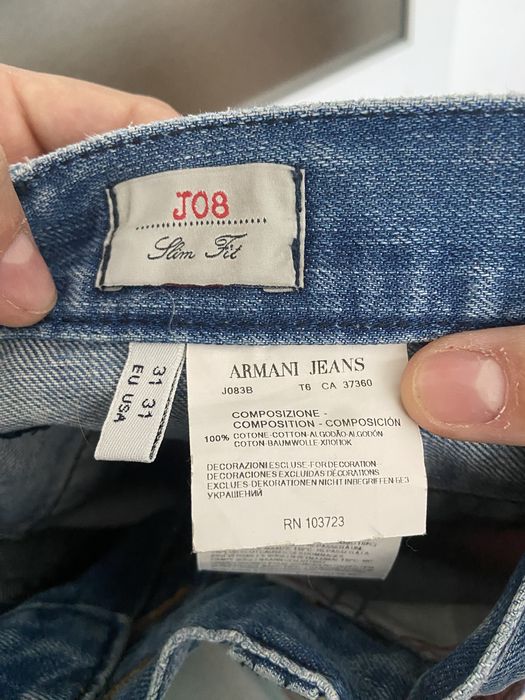 J08
Slim Fit
31 31
EU USA
ARMANI JEANS
J083B T6 CA 37360
COMPOSIZIONE -
COMPOSITION - COMPOSICIÓN
100% COTONE-COTTON-ALGODÃO ALGODÓN
COTON-BAUMWOLLE ХЛОПОК
DECORAZIONI ESCLUSE-FOR DECORATION
DECORACIONES EXCLUIDAS DÉCORATIONS
EXCLUES-DEKORATIONEN NICHT INBEGRIFFEN БЕЗ
УКРАШЕНИЙ
RN 103723